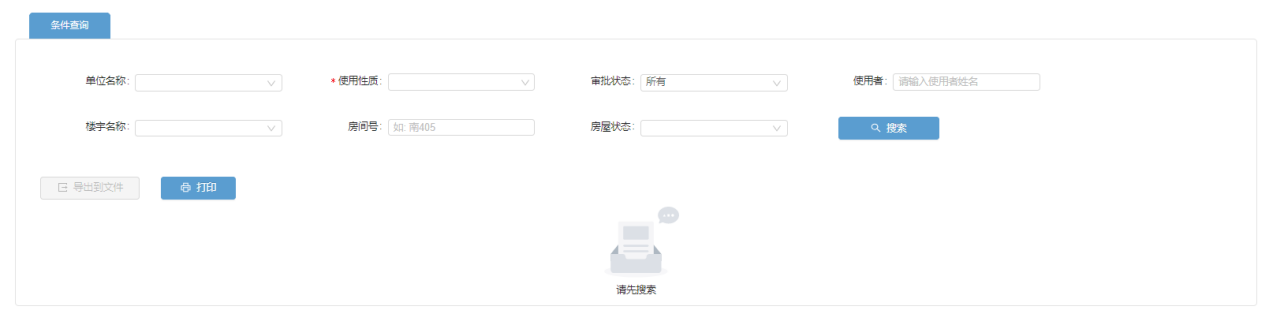 条件查询
单位名称: * 使用性质: 审批状态: 所有 使用者: 请输入使用者姓名
楼宇名称: 房间号: 如: 南405 房屋状态: 搜索
导出到文件 打印
请先搜索